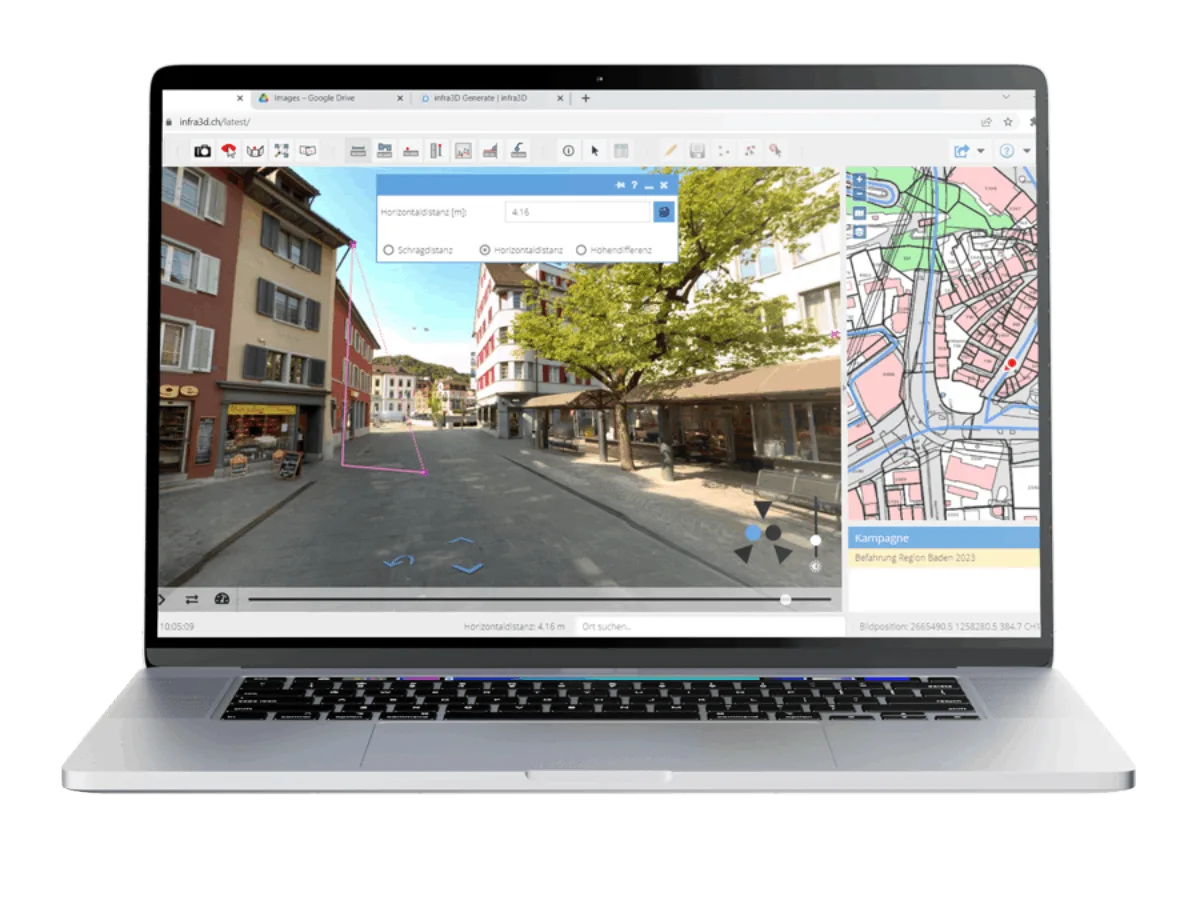 Images – Google Drive
infra3D Generate | infra3D
infra3d.ch/latest/
Horizontaldistanz [m]:
4.16
Schrägdistanz
Horizontaldistanz
Höhendifferenz
Kampagne
Befahrung Region Baden 2023
10:05:09
Horizontaldistanz: 4.16 m
Ort suchen..
Bildposition: 2665490.5 1258280.5 384.7 CH